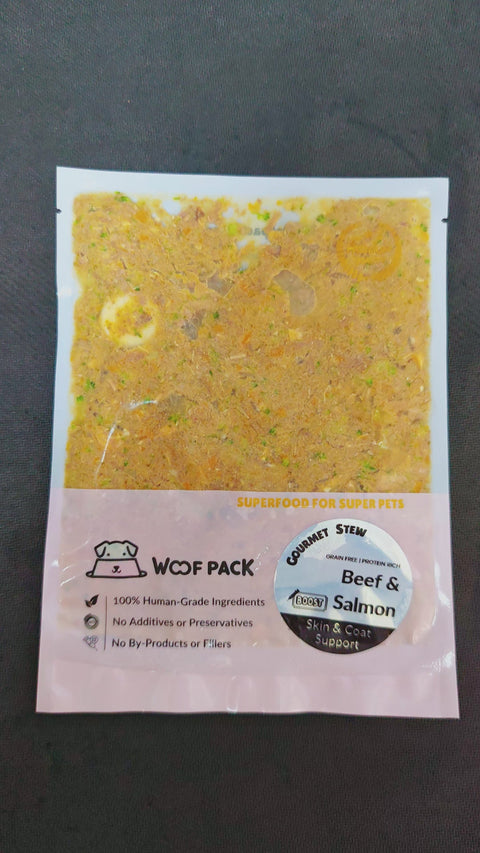 SUPERFOOD FOR SUPER PETS
WOOF PACK
100% Human-Grade Ingredients
No Additives or Preservatives
No By-Products or Fillers
GOURMET STEW
GRAIN FREE | PROTEIN RICH
Beef &
BOOST Salmon
Skin & Coat
Support